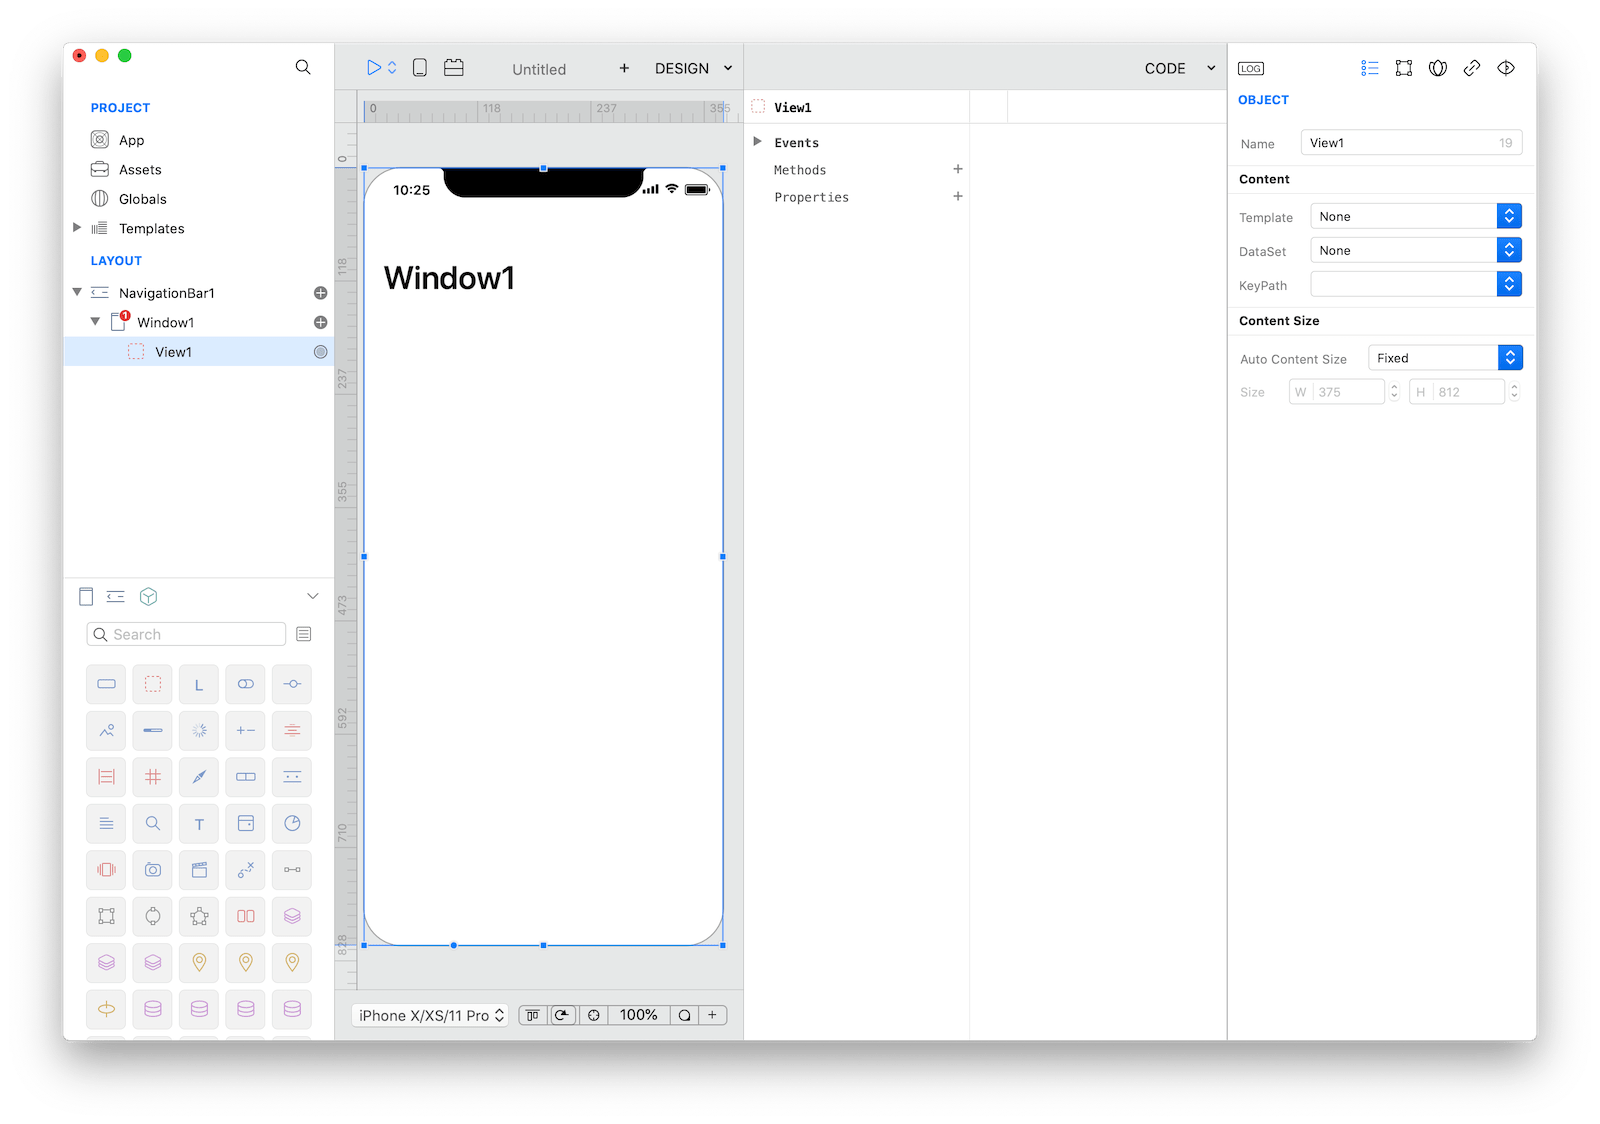 Untitled
DESIGN
CODE
LOG
PROJECT
App
Assets
Globals
Templates
LAYOUT
NavigationBar1
1
Window1
View1
Search
L
T
0 118 237 355
0
118
237
355
473
592
710
828
10:25
Window1
iPhone X/XS/11 Pro
100%
View1
Events
Methods
Properties
OBJECT
Name View1 19
Content
Template None
DataSet None
KeyPath
Content Size
Auto Content Size Fixed
Size W 375 H 812